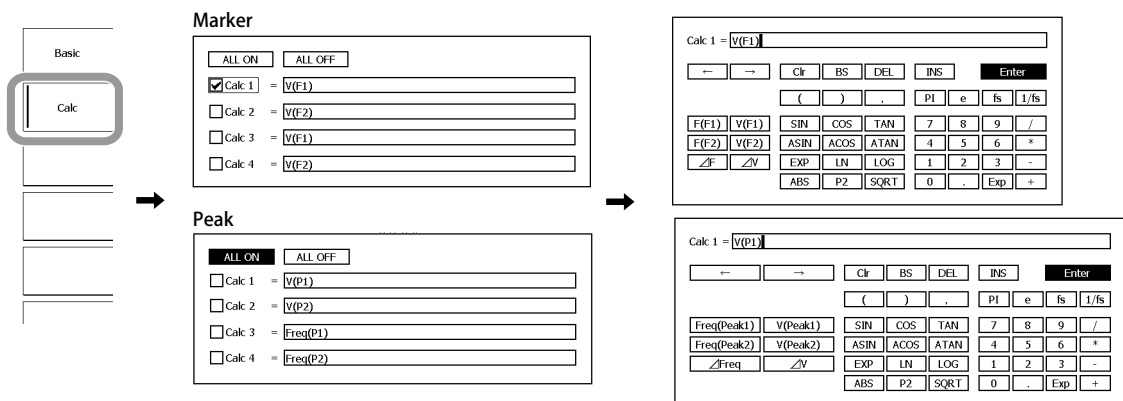 Basic
Calc
Marker
ALL ON ALL OFF
Calc 1 = V(F1)
Calc 2 = V(F2)
Calc 3 = V(F1)
Calc 4 = V(F2)
Peak
ALL ON ALL OFF
Calc 1 = V(P1)
Calc 2 = V(P2)
Calc 3 = Freq(P1)
Calc 4 = Freq(P2)
Calc 1 = V(F1)
← → Clr BS DEL INS Enter
( ) , PI e fs 1/fs
F(F1) V(F1) SIN COS TAN 7 8 9 /
F(F2) V(F2) ASIN ACOS ATAN 4 5 6 *
⊿F ⊿V EXP LN LOG 1 2 3 -
ABS P2 SQRT 0 . Exp +
Calc 1 = V(P1)
← → Clr BS DEL INS Enter
( ) , PI e fs 1/fs
Freq(Peak1) V(Peak1) SIN COS TAN 7 8 9 /
Freq(Peak2) V(Peak2) ASIN ACOS ATAN 4 5 6 *
⊿Freq ⊿V EXP LN LOG 1 2 3 -
ABS P2 SQRT 0 . Exp +